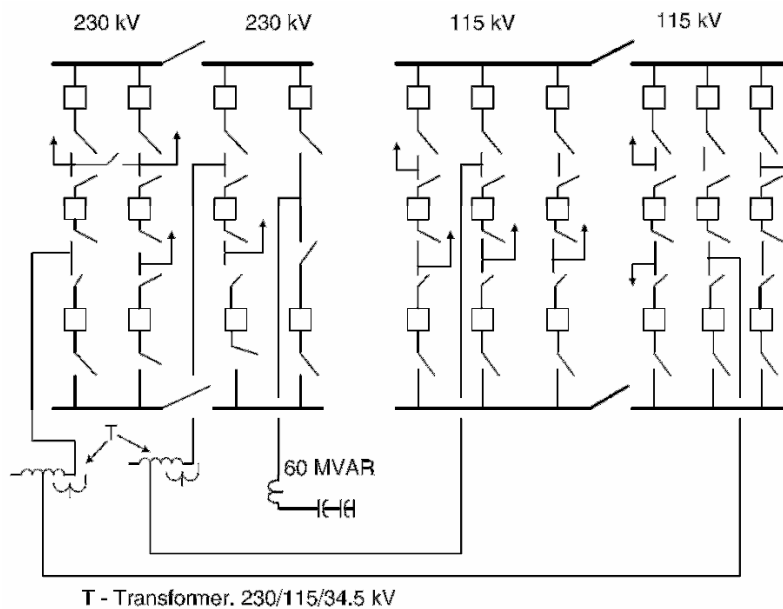 230 kV
230 kV
115 kV
115 kV
T
60 MVAR
T - Transformer. 230/115/34.5 kV